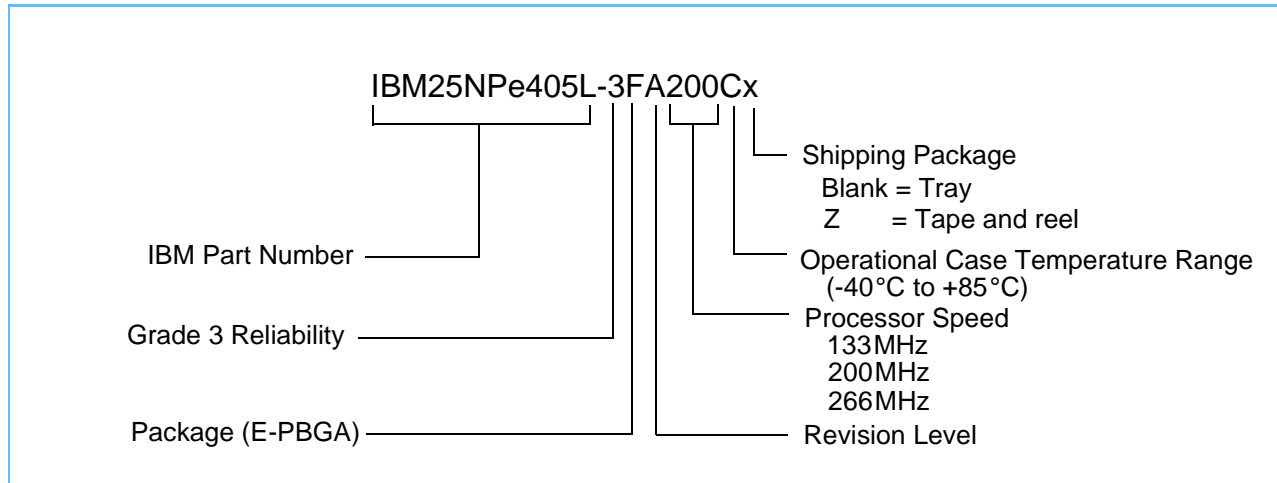 IBM25NPe405L-3FA200Cx
Shipping Package
Blank = Tray
Z = Tape and reel
IBM Part Number
Operational Case Temperature Range
(-40°C to +85°C)
Processor Speed
Grade 3 Reliability
133MHz
200MHz
266MHz
Package (E-PBGA)
Revision Level